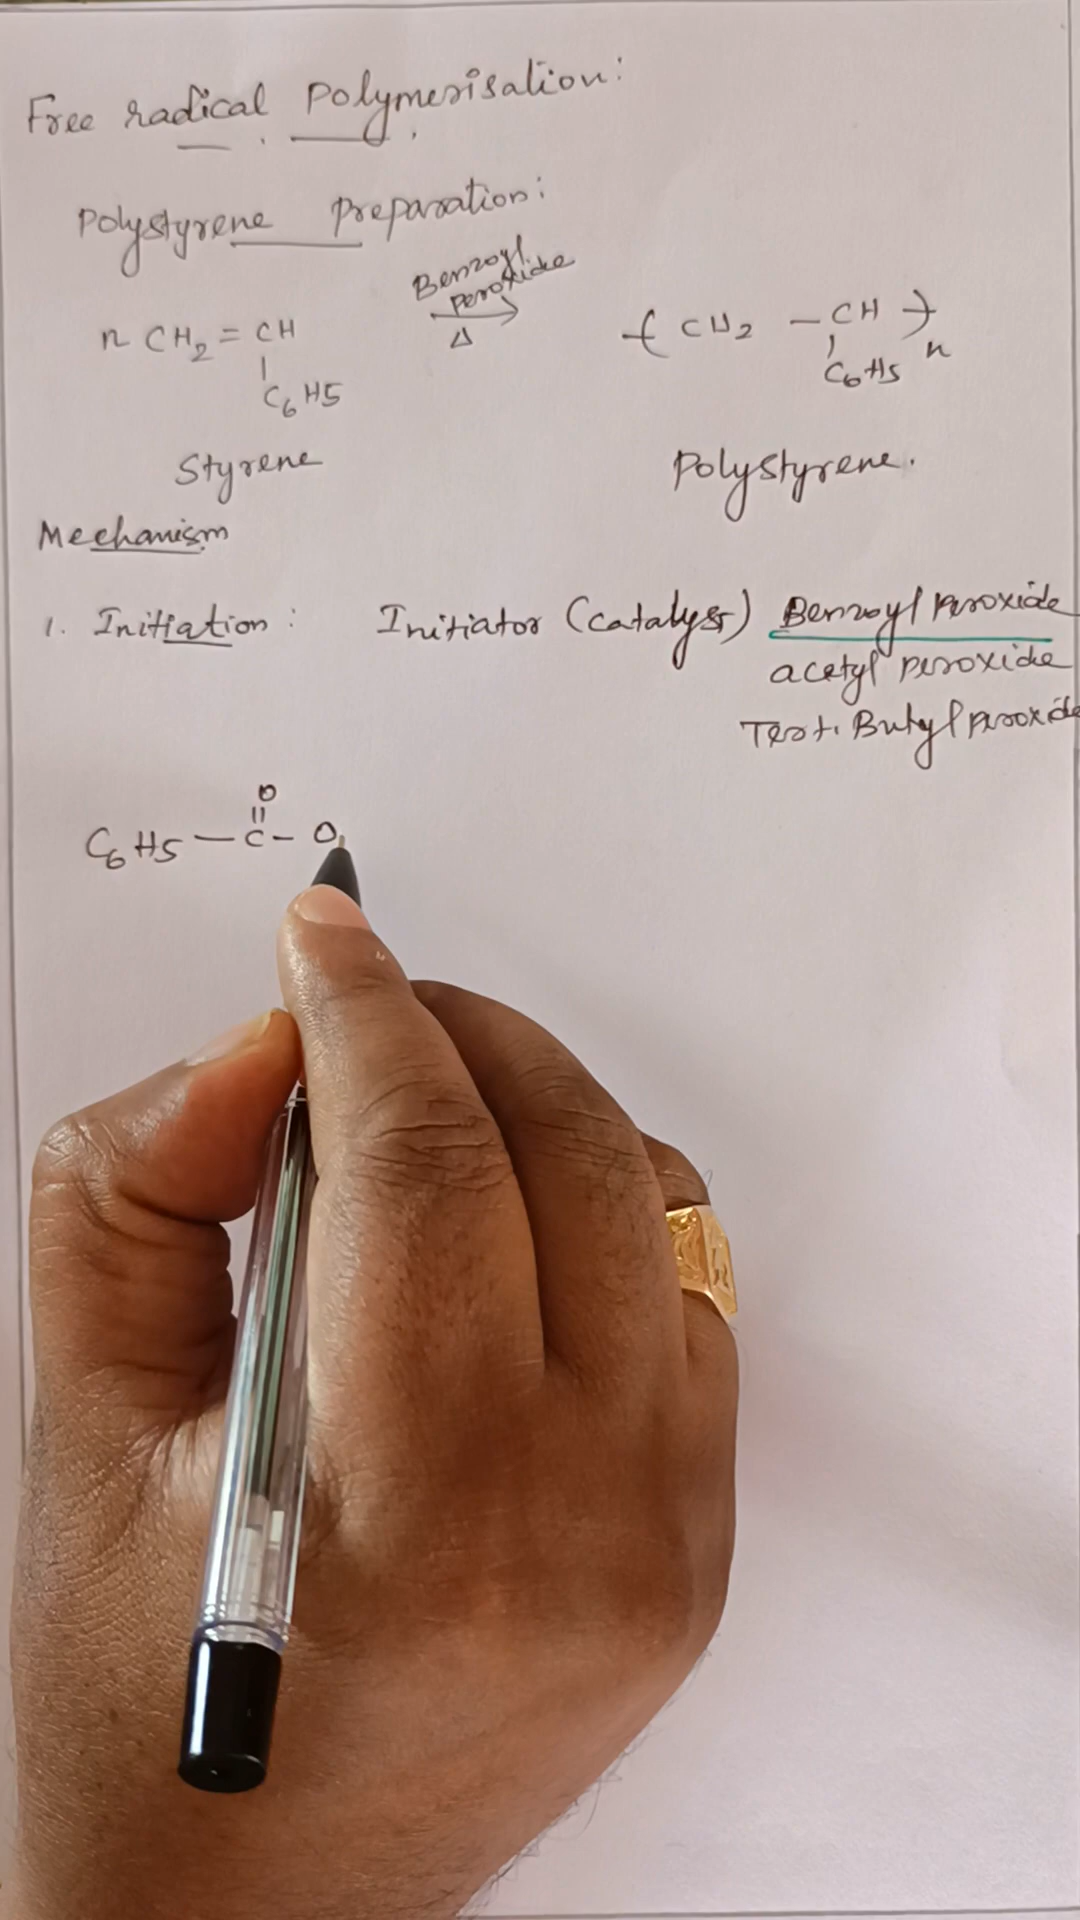 Free radical Polymerisation:
Polystyrene Preparation:
Benzoyl
peroxide
n CH2 = CH
Δ
( CH2 — CH )n
C6H5
C6H5
Styrene
Polystyrene.
Mechanism
1. Initiation : Initiator (catalyst) Benzoyl peroxide
acetyl peroxide
Tert. Butyl peroxide
O
||
C6H5 — C - O